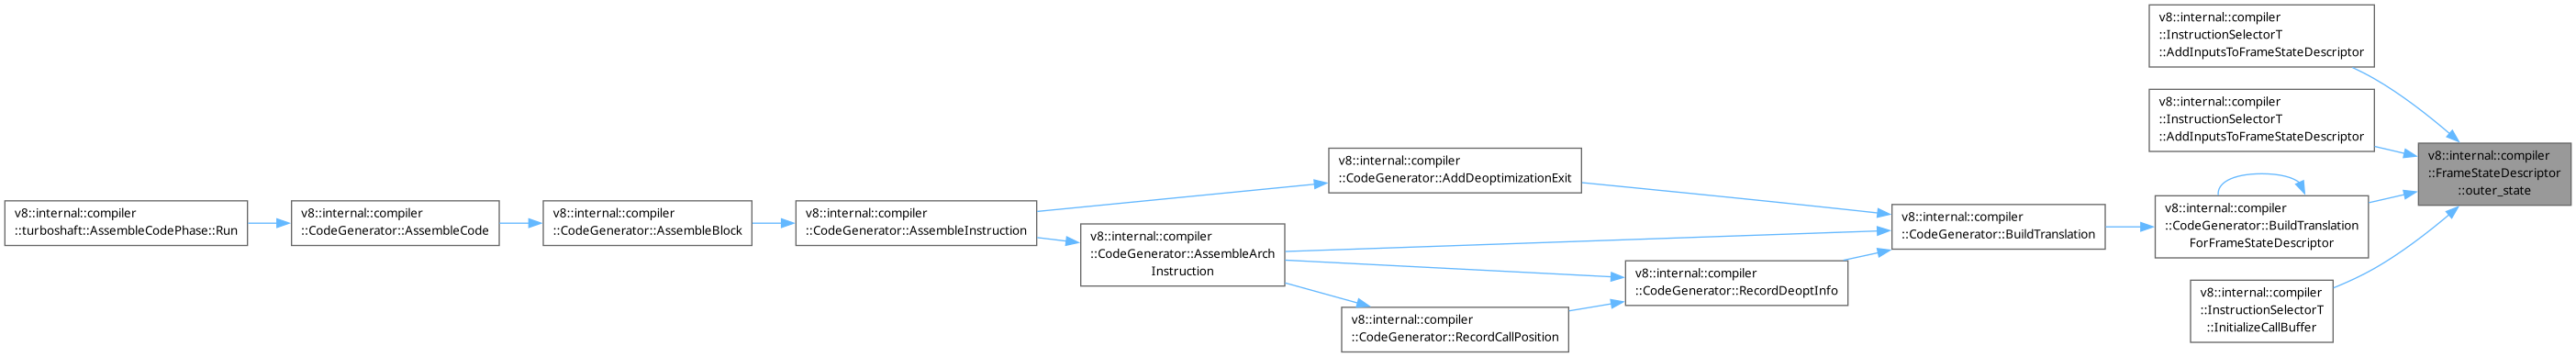 v8::internal::compiler
::turboshaft::AssembleCodePhase::Run
v8::internal::compiler
::CodeGenerator::AssembleCode
v8::internal::compiler
::CodeGenerator::AssembleBlock
v8::internal::compiler
::CodeGenerator::AssembleInstruction
v8::internal::compiler
::CodeGenerator::AssembleArch
Instruction
v8::internal::compiler
::CodeGenerator::AddDeoptimizationExit
v8::internal::compiler
::CodeGenerator::RecordCallPosition
v8::internal::compiler
::CodeGenerator::RecordDeoptInfo
v8::internal::compiler
::CodeGenerator::BuildTranslation
v8::internal::compiler
::InstructionSelectorT
::AddInputsToFrameStateDescriptor
v8::internal::compiler
::InstructionSelectorT
::AddInputsToFrameStateDescriptor
v8::internal::compiler
::CodeGenerator::BuildTranslation
ForFrameStateDescriptor
v8::internal::compiler
::InstructionSelectorT
::InitializeCallBuffer
v8::internal::compiler
::FrameStateDescriptor
::outer_state